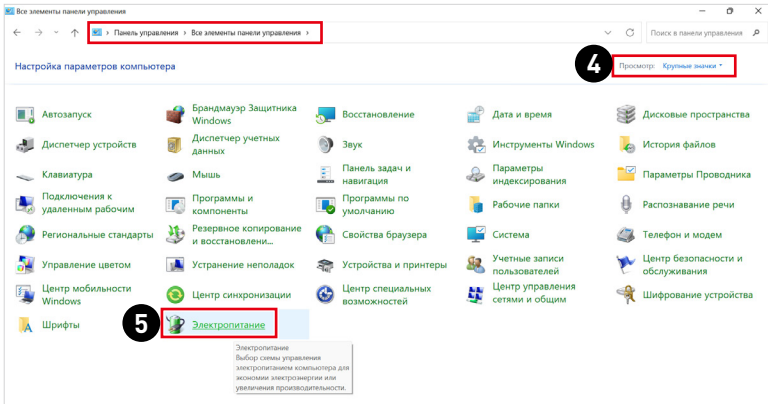 Все элементы панели управления
Панель управления › Все элементы панели управления ›
Поиск в панели управления
Настройка параметров компьютера
4
Просмотр: Крупные значки
Автозапуск
Брандмауэр Защитника
Windows
Восстановление
Дата и время
Дисковые пространства
Диспетчер устройств
Диспетчер учетных
данных
Звук
Инструменты Windows
История файлов
Клавиатура
Мышь
Панель задач и
навигация
Параметры
индексирования
Параметры Проводника
Подключения к
удаленным рабочим
Программы и
компоненты
Программы по
умолчанию
Рабочие папки
Распознавание речи
Региональные стандарты
Резервное копирование
и восстановлени...
Свойства браузера
Система
Телефон и модем
Управление цветом
Устранение неполадок
Устройства и принтеры
Учетные записи
пользователей
Центр безопасности и
обслуживания
Центр мобильности
Windows
Центр синхронизации
Центр специальных
возможностей
Центр управления
сетями и общим
Шифрование устройства
Шрифты
5
Электропитание
Электропитание
Выбор схемы управления
электропитанием компьютера для
экономии электроэнергии или
увеличения производительности.